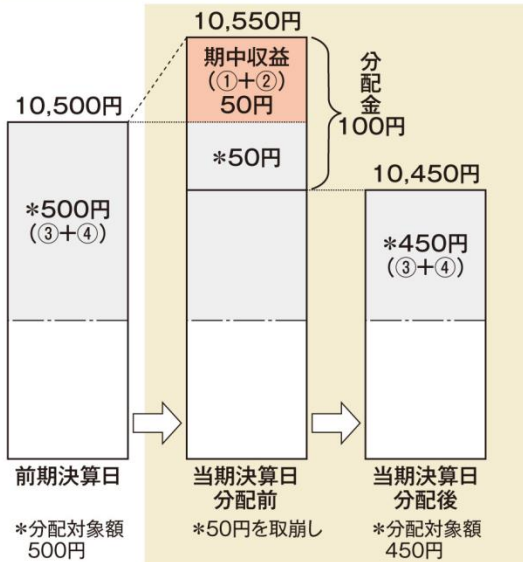 10,550円
期中収益
(①+②)
50円
分配金
100円
10,500円
*50円
10,450円
*500円
(③+④)
*450円
(③+④)
前期決算日
当期決算日
分配前
当期決算日
分配後
*分配対象額
500円
*50円を取崩し
*分配対象額
450円